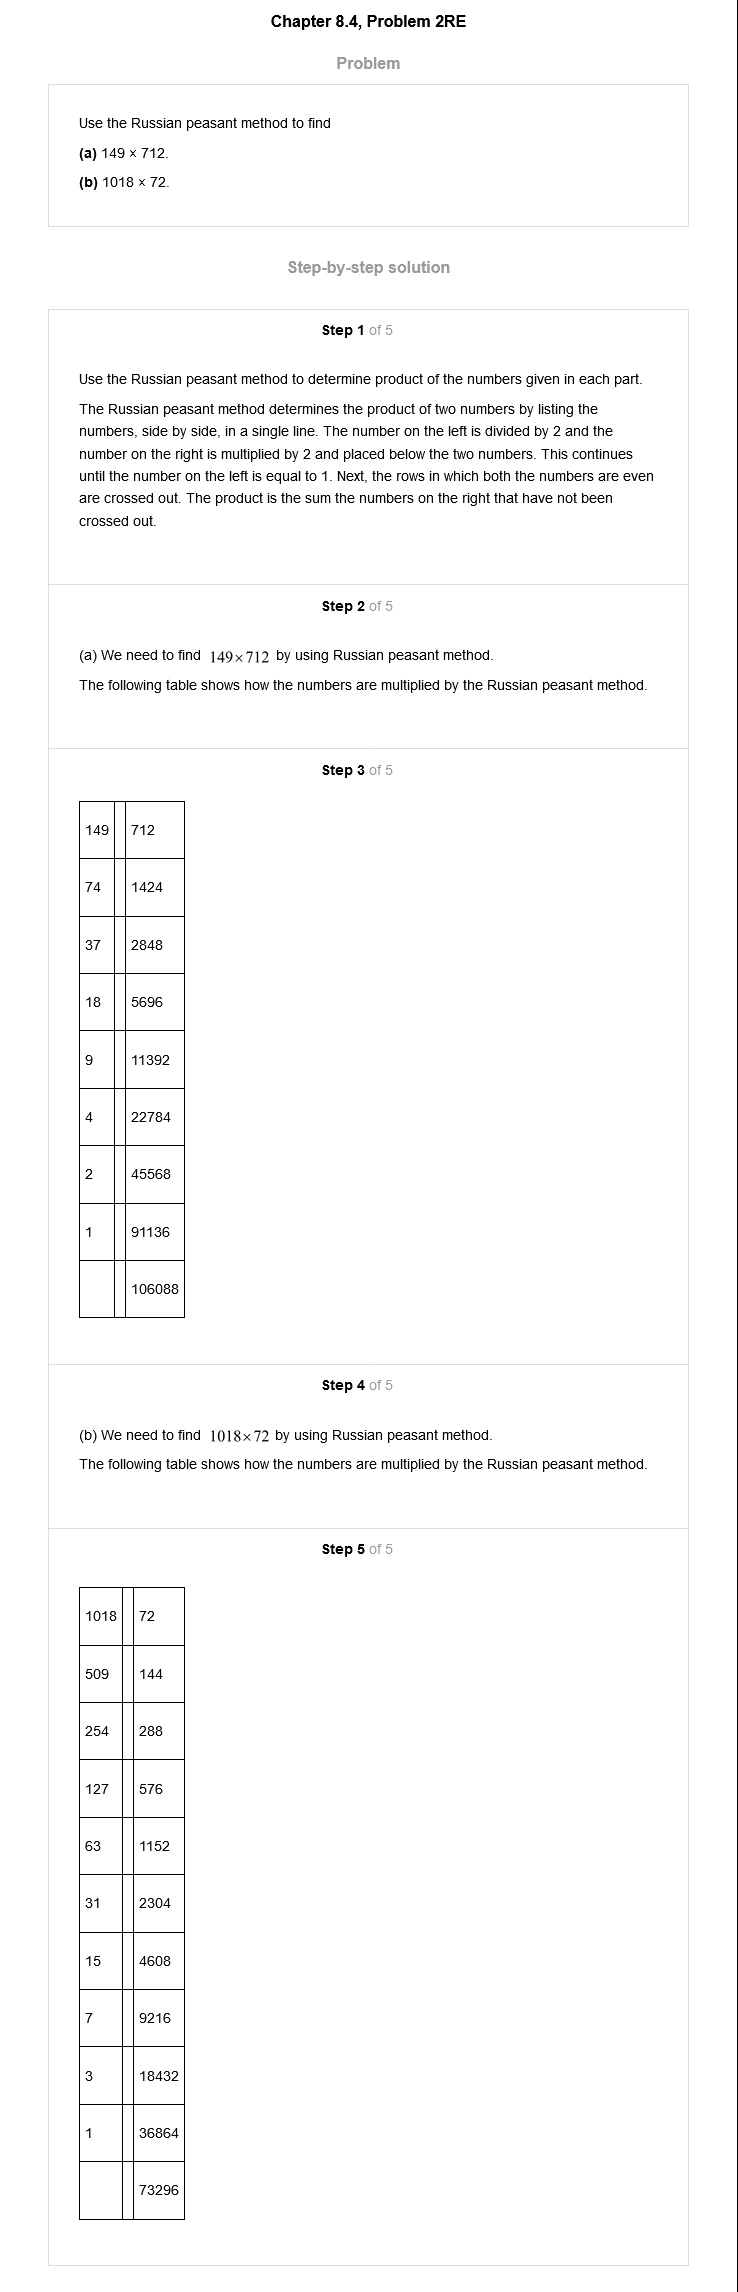 Chapter 8.4, Problem 2RE
Problem
Use the Russian peasant method to find
(a) 149 × 712.
(b) 1018 × 72.
Step-by-step solution
Step 1 of 5
Use the Russian peasant method to determine product of the numbers given in each part.
The Russian peasant method determines the product of two numbers by listing the
numbers, side by side, in a single line. The number on the left is divided by 2 and the
number on the right is multiplied by 2 and placed below the two numbers. This continues
until the number on the left is equal to 1. Next, the rows in which both the numbers are even
are crossed out. The product is the sum the numbers on the right that have not been
crossed out.
Step 2 of 5
(a) We need to find 149×712 by using Russian peasant method.
The following table shows how the numbers are multiplied by the Russian peasant method.
Step 3 of 5
149 712
74 1424
37 2848
18 5696
9 11392
4 22784
2 45568
1 91136
106088
Step 4 of 5
(b) We need to find 1018×72 by using Russian peasant method.
The following table shows how the numbers are multiplied by the Russian peasant method.
Step 5 of 5
1018 72
509 144
254 288
127 576
63 1152
31 2304
15 4608
7 9216
3 18432
1 36864
73296